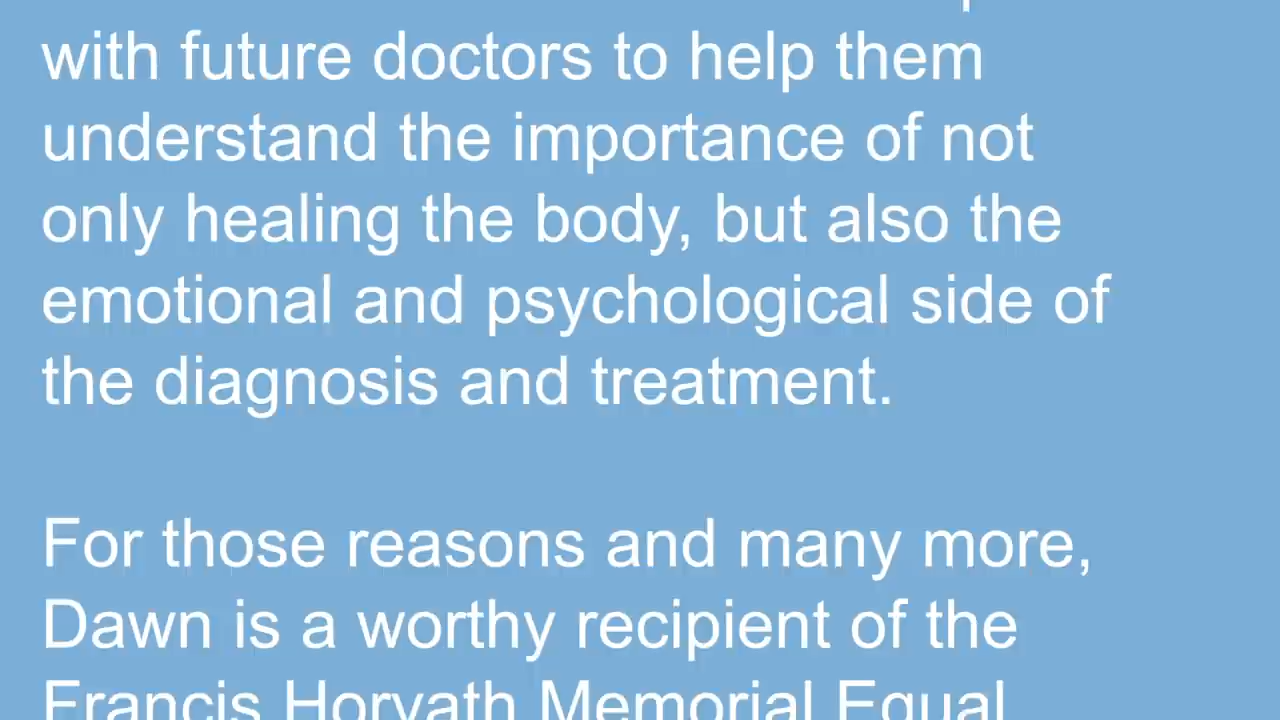 with future doctors to help them
understand the importance of not
only healing the body, but also the
emotional and psychological side of
the diagnosis and treatment.
For those reasons and many more,
Dawn is a worthy recipient of the
Francis Horvath Memorial Equal